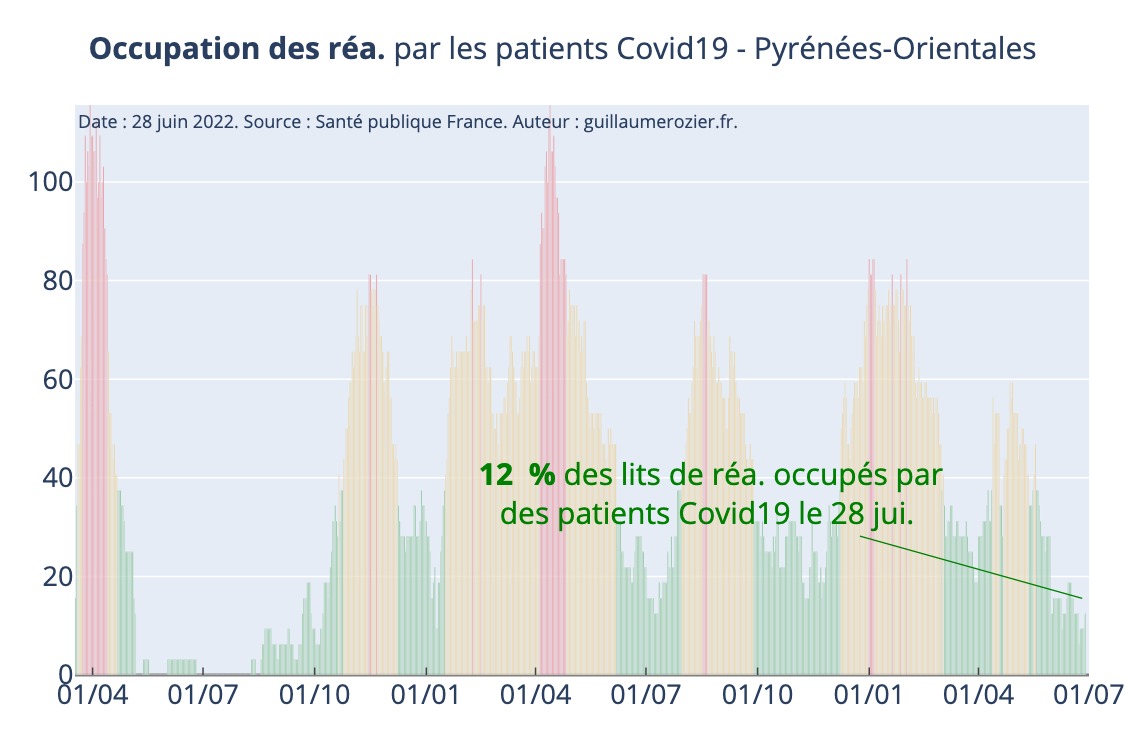 Occupation des réa. par les patients Covid19 - Pyrénées-Orientales
Date : 28 juin 2022. Source : Santé publique France. Auteur : guillaumerozier.fr.
100
80
60
40
20
0
12 % des lits de réa. occupés par
des patients Covid19 le 28 jui.
01/04 01/07 01/10 01/01 01/04 01/07 01/10 01/01 01/04 01/07